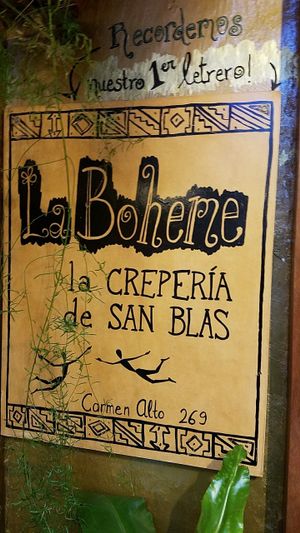 Recordemos
nuestro 1er letrero!
La Boheme
la CREPERÍA
de SAN BLAS
Carmen Alto 269